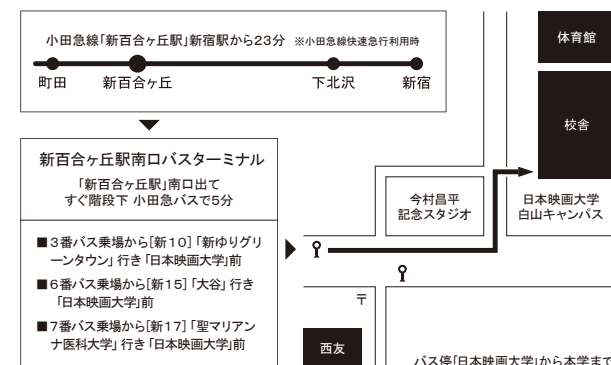 小田急線「新百合ヶ丘駅」新宿駅から23分 ※小田急線快速急行利用時
町田 新百合ヶ丘 下北沢 新宿
新百合ヶ丘駅南口バスターミナル
「新百合ヶ丘駅」南口出て
すぐ階段下 小田急バスで5分
■3番バス乗場から[新10]「新ゆりグリ
ーンタウン」行き「日本映画大学」前
■6番バス乗場から[新15]「大谷」行き
「日本映画大学」前
■7番バス乗場から[新17]「聖マリアン
ナ医科大学」行き「日本映画大学」前
体育館
校舎
今村昌平
記念スタジオ
日本映画大学
白山キャンパス
〒
西友
バス停「日本映画大学」から本学まで